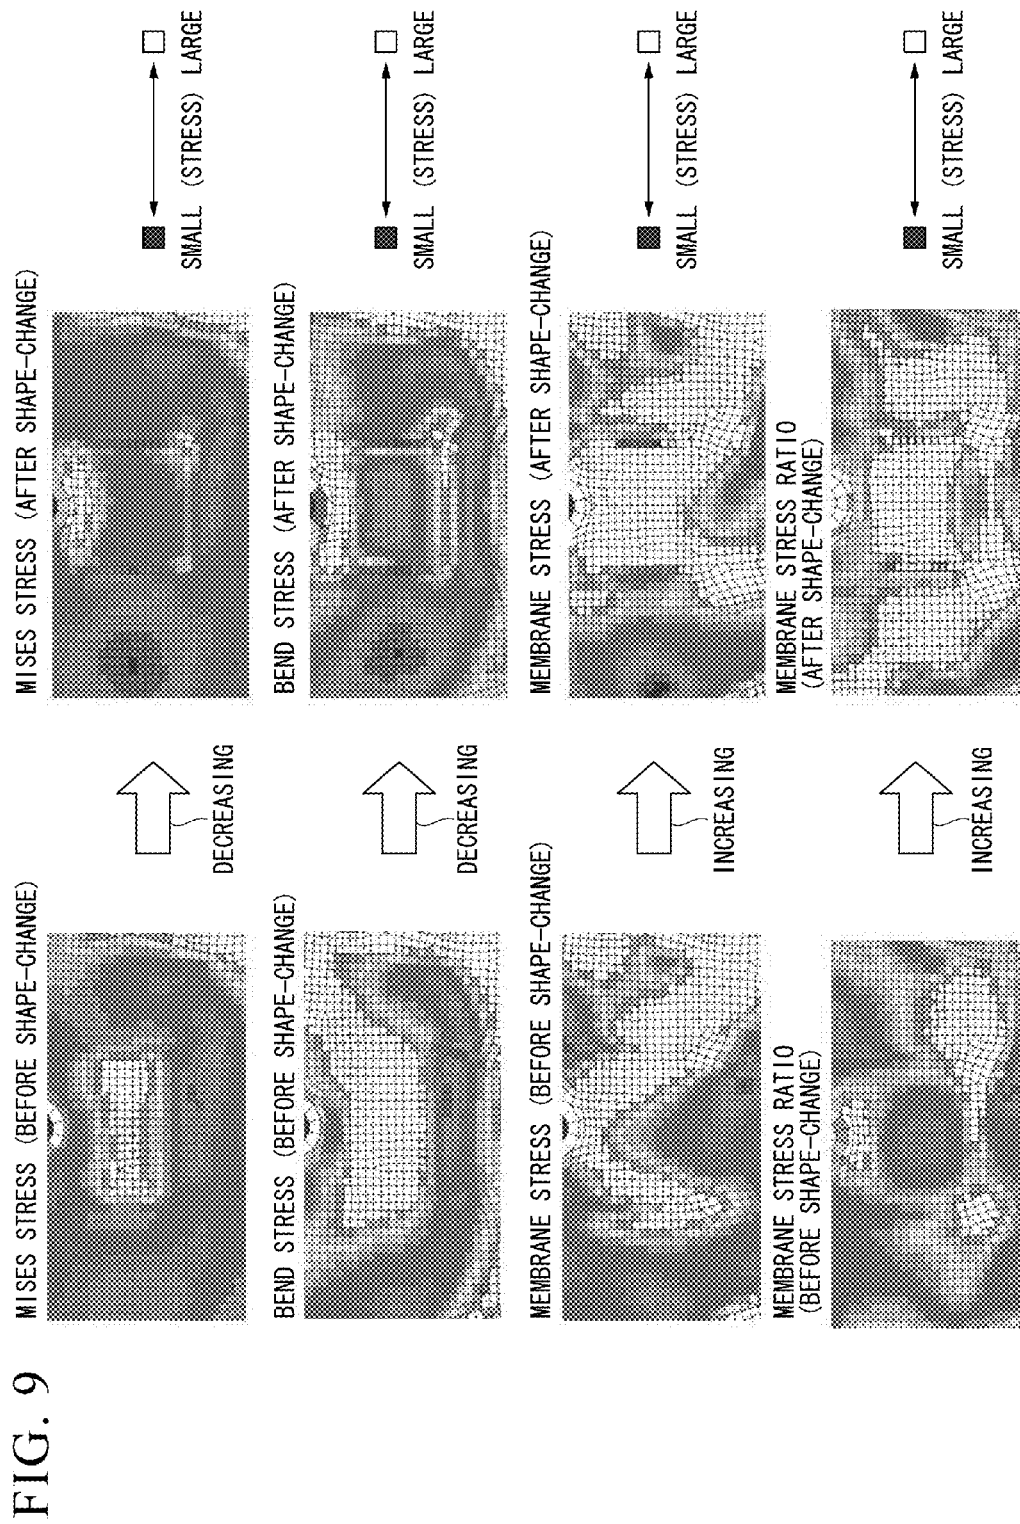 FIG. 9
MISES STRESS (BEFORE SHAPE-CHANGE)
DECREASING
MISES STRESS (AFTER SHAPE-CHANGE)
SMALL (STRESS) LARGE
BEND STRESS (BEFORE SHAPE-CHANGE)
DECREASING
BEND STRESS (AFTER SHAPE-CHANGE)
SMALL (STRESS) LARGE
MEMBRANE STRESS (BEFORE SHAPE-CHANGE)
INCREASING
MEMBRANE STRESS (AFTER SHAPE-CHANGE)
SMALL (STRESS) LARGE
MEMBRANE STRESS RATIO
(BEFORE SHAPE-CHANGE)
INCREASING
MEMBRANE STRESS RATIO
(AFTER SHAPE-CHANGE)
SMALL (STRESS) LARGE